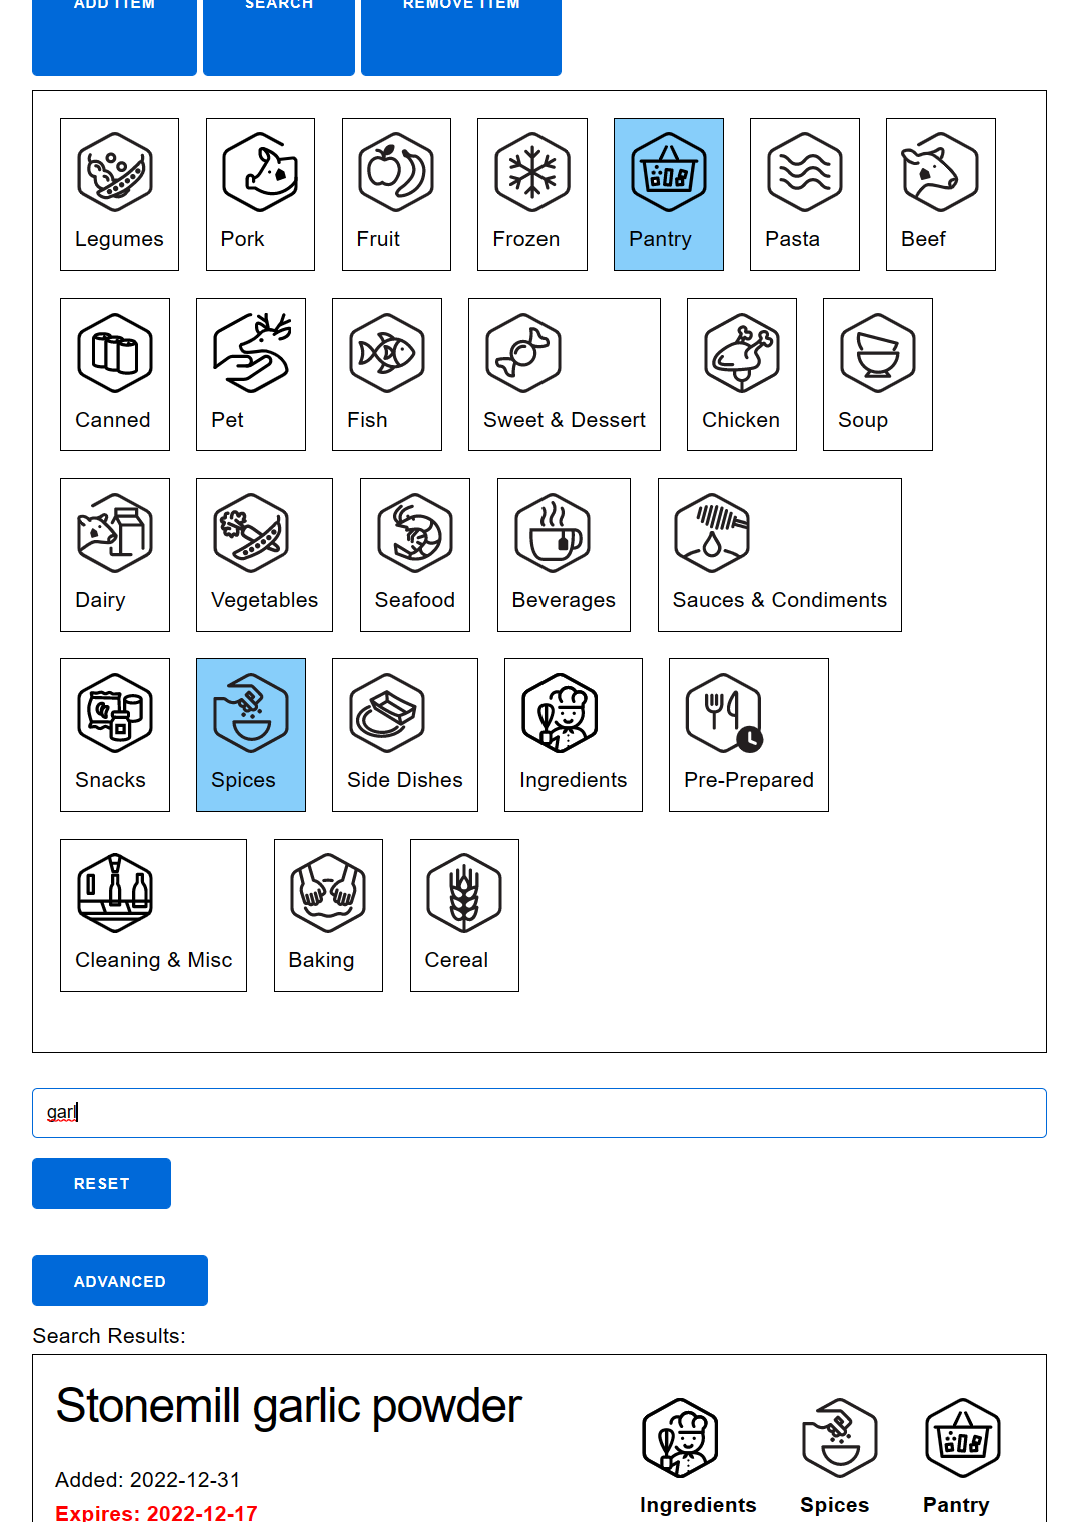 ADD ITEM SEARCH REMOVE ITEM
Legumes Pork Fruit Frozen Pantry Pasta Beef
Canned Pet Fish Sweet & Dessert Chicken Soup
Dairy Vegetables Seafood Beverages Sauces & Condiments
Snacks Spices Side Dishes Ingredients Pre-Prepared
Cleaning & Misc Baking Cereal
garl
RESET
ADVANCED
Search Results:
Stonemill garlic powder
Added: 2022-12-31
Ingredients Spices Pantry
Expires: 2022-12-17